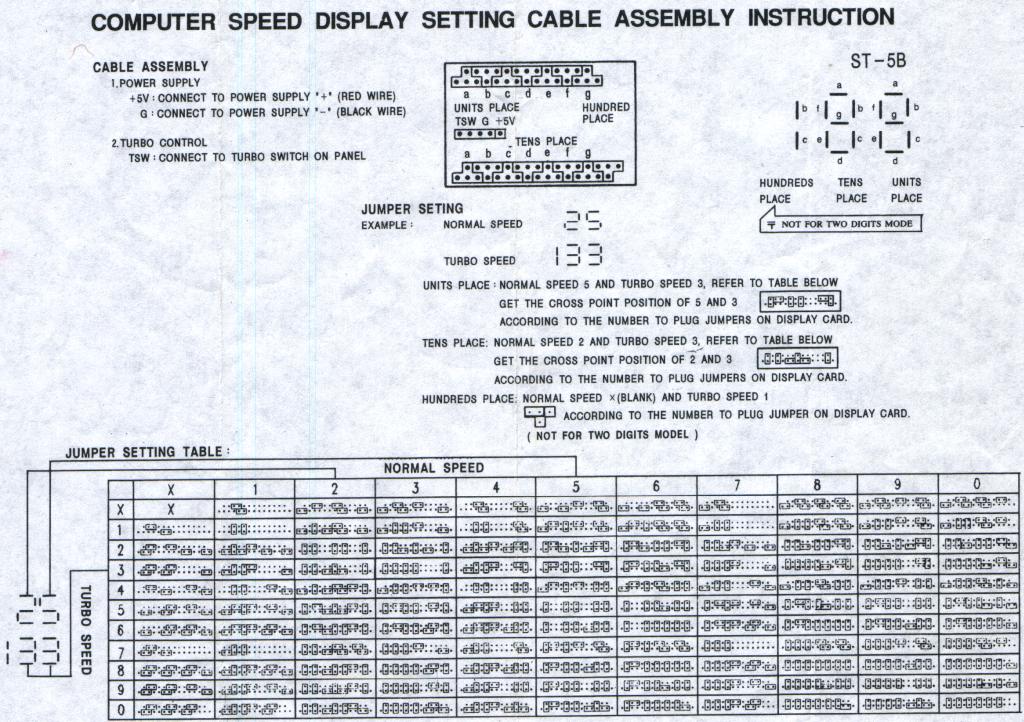 COMPUTER SPEED DISPLAY SETTING CABLE ASSEMBLY INSTRUCTION
CABLE ASSEMBLY
1.POWER SUPPLY
+5V : CONNECT TO POWER SUPPLY "+" (RED WIRE)
G : CONNECT TO POWER SUPPLY "-" (BLACK WIRE)
2.TURBO CONTROL
TSW : CONNECT TO TURBO SWITCH ON PANEL
a b c d e f g
UNITS PLACE HUNDRED PLACE
TSW G +5V
TENS PLACE
a b c d e f g
ST-5B
a a
b f b f b
g g
c e c e c
d d
HUNDREDS PLACE TENS PLACE UNITS PLACE
NOT FOR TWO DIGITS MODE
JUMPER SETING
EXAMPLE : NORMAL SPEED 25
TURBO SPEED 133
UNITS PLACE : NORMAL SPEED 5 AND TURBO SPEED 3, REFER TO TABLE BELOW
GET THE CROSS POINT POSITION OF 5 AND 3
ACCORDING TO THE NUMBER TO PLUG JUMPERS ON DISPLAY CARD.
TENS PLACE: NORMAL SPEED 2 AND TURBO SPEED 3, REFER TO TABLE BELOW
GET THE CROSS POINT POSITION OF 2 AND 3
ACCORDING TO THE NUMBER TO PLUG JUMPERS ON DISPLAY CARD.
HUNDREDS PLACE: NORMAL SPEED ×(BLANK) AND TURBO SPEED 1
ACCORDING TO THE NUMBER TO PLUG JUMPER ON DISPLAY CARD.
( NOT FOR TWO DIGITS MODEL )
JUMPER SETTING TABLE :
NORMAL SPEED
X 1 2 3 4 5 6 7 8 9 0
X X
1
2
3
4
5
6
7
8
9
0
TURBO SPEED
25
133